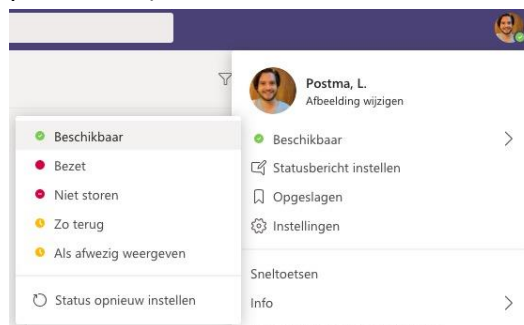 Postma, L.
Afbeelding wijzigen
Beschikbaar
Statusbericht instellen
Opgeslagen
Instellingen
Sneltoetsen
Info
Beschikbaar
Bezet
Niet storen
Zo terug
Als afwezig weergeven
Status opnieuw instellen